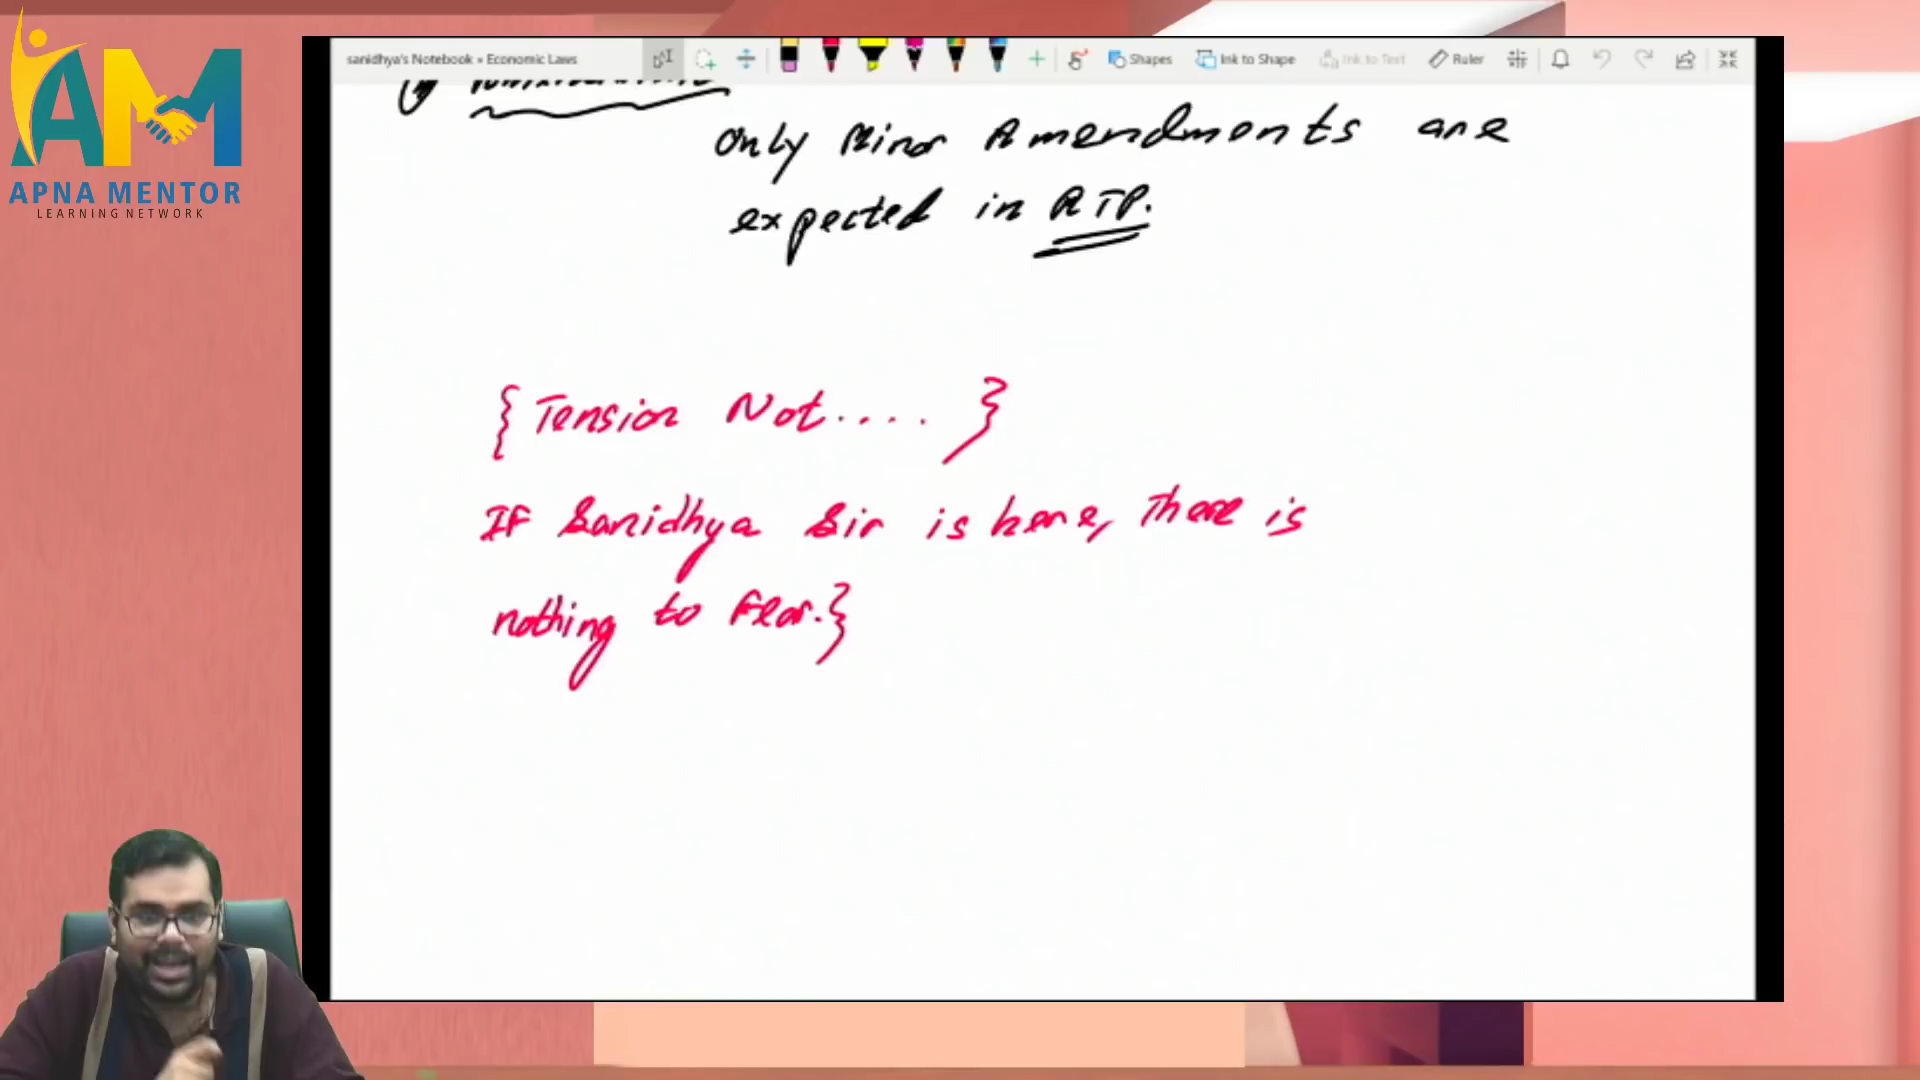 AM
APNA MENTOR
LEARNING NETWORK
sanidhya's Notebook » Economic Laws
Shapes
Ink to Shape
Ink to Text
Ruler
Only Minor Amendments are
expected in RTP.
{ Tension Not.... }
If Sanidhya Sir is here, There is
nothing to Fear.}